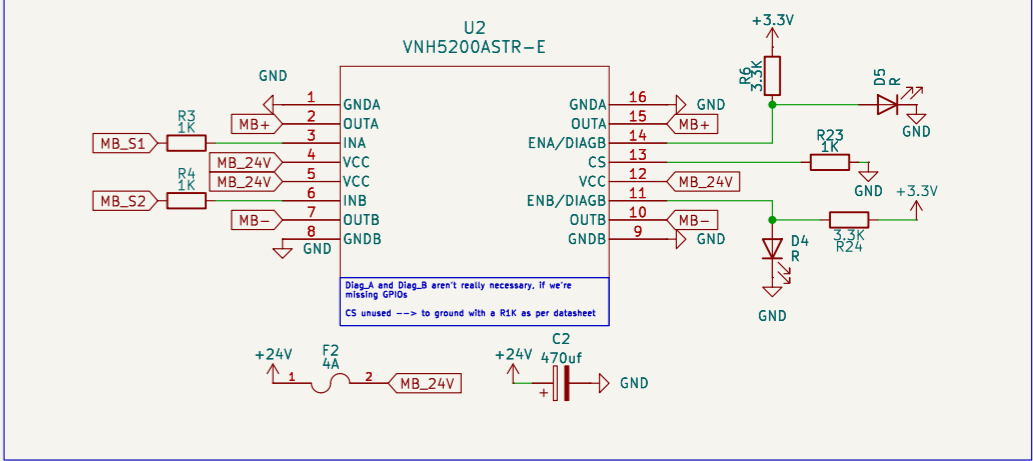 U2
VNH5200ASTR-E
+3.3V
R6
3.3K
D5
R
GND
GND
1
GNDA
GNDA
16
GND
MB+
2
OUTA
OUTA
15
MB+
R3
1K
MB_S1
3
INA
ENA/DIAGB
14
GND
MB_24V
4
VCC
CS
13
R23
1K
GND
MB_24V
5
VCC
VCC
12
MB_24V
R4
1K
MB_S2
6
INB
ENB/DIAGB
11
+3.3V
MB-
7
OUTB
OUTB
10
MB-
3.3K
R24
8
GNDB
GNDB
9
GND
GND
D4
R
GND
Diag_A and Diag_B aren't really necessary, if we're
missing GPIOs
CS unused --> to ground with a R1K as per datasheet
+24V
F2
4A
1
2
MB_24V
+24V
C2
470uf
+
GND